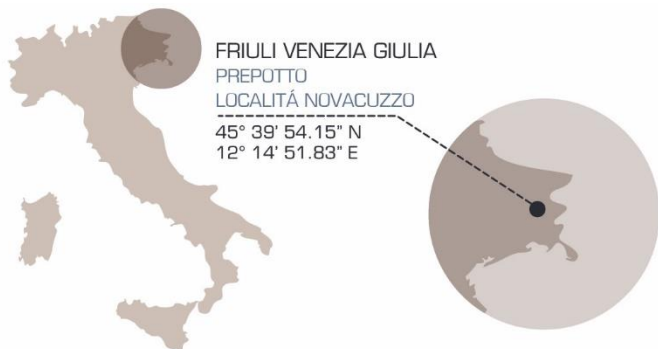 FRIULI VENEZIA GIULIA
PREPOTTO
LOCALITÁ NOVACUZZO
45° 39' 54.15" N
12° 14' 51.83" E